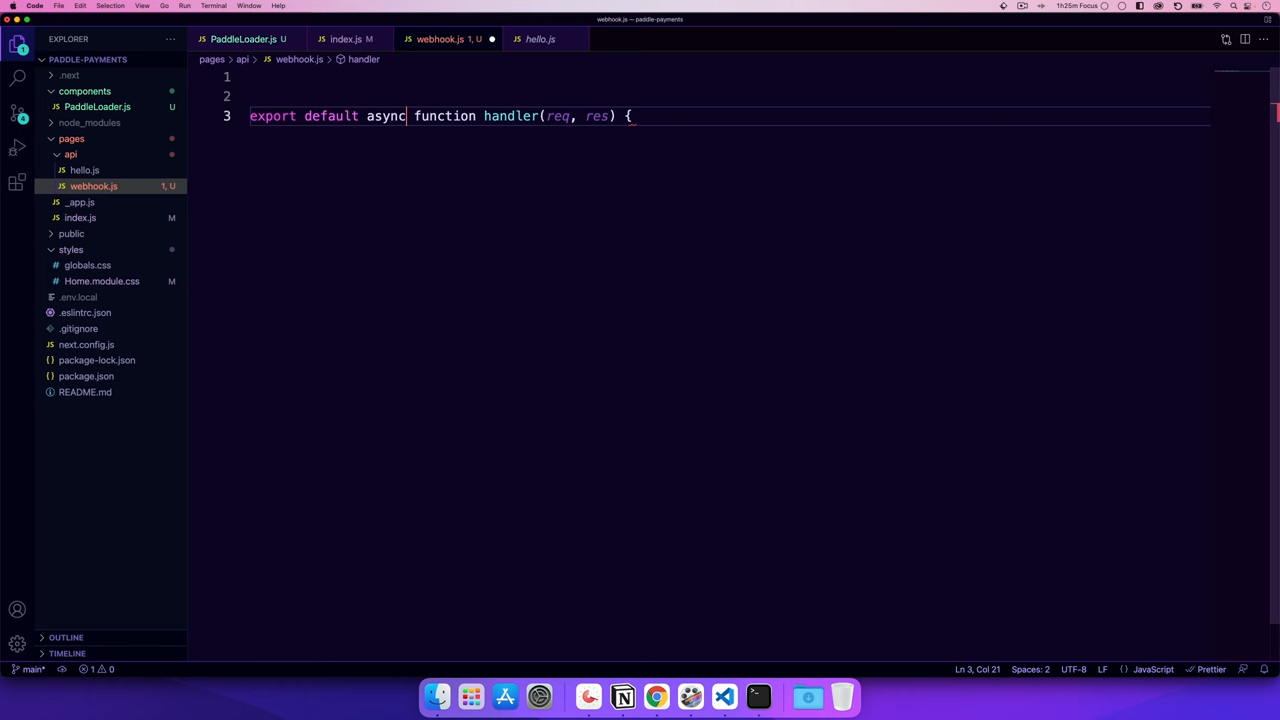 Code File Edit Selection View Go Run Terminal Window Help
1h25m Focus
webhook.js — paddle-payments
EXPLORER
PaddleLoader.js U
index.js M
webhook.js 1, U
hello.js
pages > api > webhook.js > handler
PADDLE-PAYMENTS
.next
components
PaddleLoader.js U
node_modules
pages
api
hello.js
webhook.js 1, U
_app.js
index.js M
public
styles
globals.css
Home.module.css M
.env.local
.eslintrc.json
.gitignore
next.config.js
package-lock.json
package.json
README.md
OUTLINE
TIMELINE
1
2
3 export default async function handler(req, res) {
main* 1 0
Ln 3, Col 21 Spaces: 2 UTF-8 LF {} JavaScript Prettier